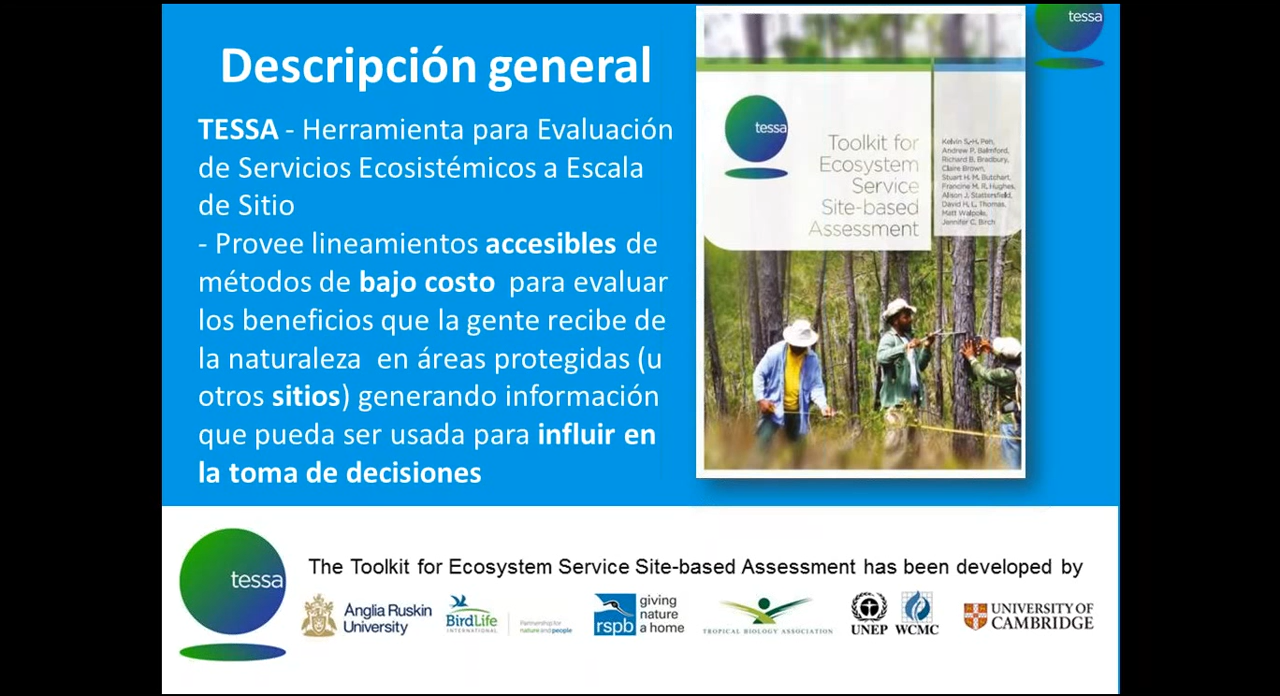 Descripción general
TESSA - Herramienta para Evaluación
de Servicios Ecosistémicos a Escala
de Sitio
- Provee lineamientos accesibles de
métodos de bajo costo para evaluar
los beneficios que la gente recibe de
la naturaleza en áreas protegidas (u
otros sitios) generando información
que pueda ser usada para influir en
la toma de decisiones
tessa
Toolkit for
Ecosystem
Service
Site-based
Assessment
Kelvin S.-H. Peh,
Andrew P. Balmford,
Richard B. Bradbury,
Claire Brown,
Stuart H. M. Butchart,
Francine M. R. Hughes,
Alison J. Stattersfield,
David H. L. Thomas,
Matt Walpole,
Jennifer C. Birch
tessa
tessa
The Toolkit for Ecosystem Service Site-based Assessment has been developed by
Anglia Ruskin
University
BirdLife
INTERNATIONAL
Partnership for
nature and people
rspb
giving
nature
a home
TROPICAL BIOLOGY ASSOCIATION
UNEP WCMC
UNIVERSITY OF
CAMBRIDGE